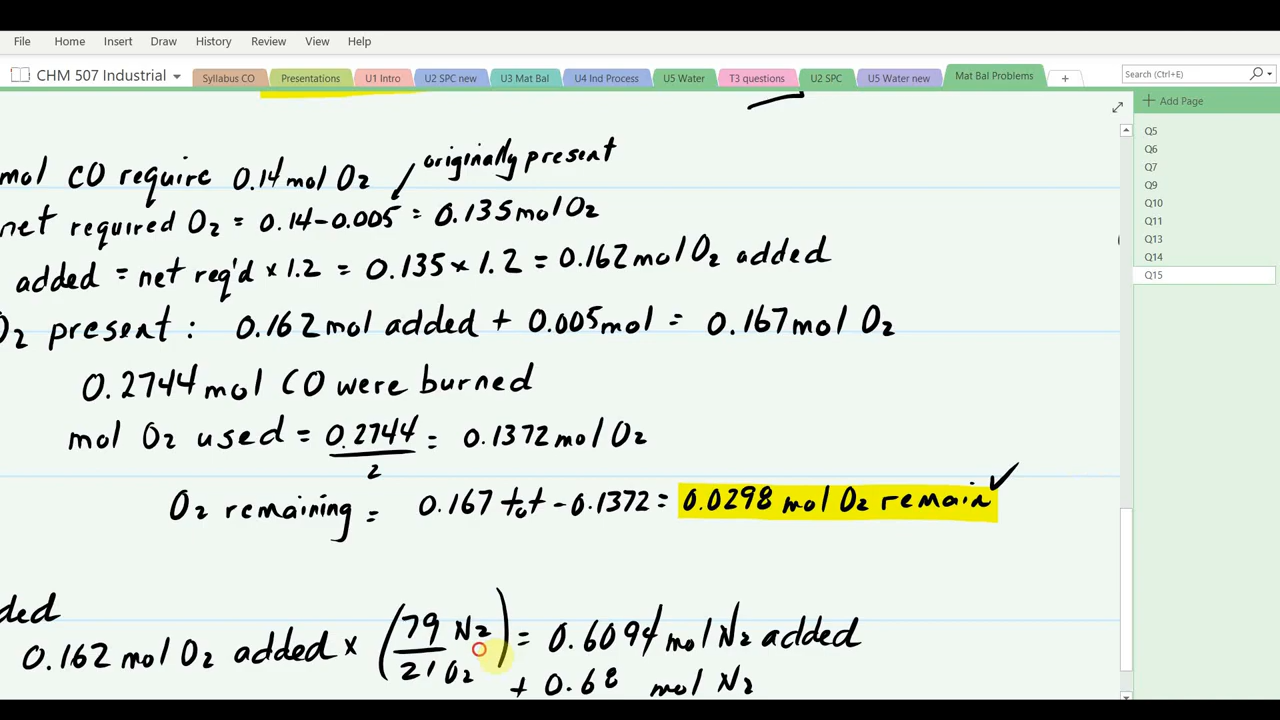 File Home Insert Draw History Review View Help
CHM 507 Industrial Syllabus CO Presentations U1 Intro U2 SPC new U3 Mat Bal U4 Ind Process U5 Water T3 questions U2 SPC U5 Water new Mat Bal Problems + Search (Ctrl+E)
Add Page
Q5
Q6
Q7
Q9
Q10
Q11
Q13
Q14
Q15
originally present
mol CO require 0.14 mol O₂
net required O₂ = 0.14 - 0.005 = 0.135 mol O₂
added = net req'd × 1.2 = 0.135 × 1.2 = 0.162 mol O₂ added
O₂ present : 0.162 mol added + 0.005 mol = 0.167 mol O₂
0.2744 mol CO were burned
mol O₂ used = 0.2744 / 2 = 0.1372 mol O₂
O₂ remaining = 0.167 tot - 0.1372 = 0.0298 mol O₂ remain ✓
0.162 mol O₂ added × (79 N₂ / 21 O₂) = 0.6094 mol N₂ added
+ 0.68 mol N₂